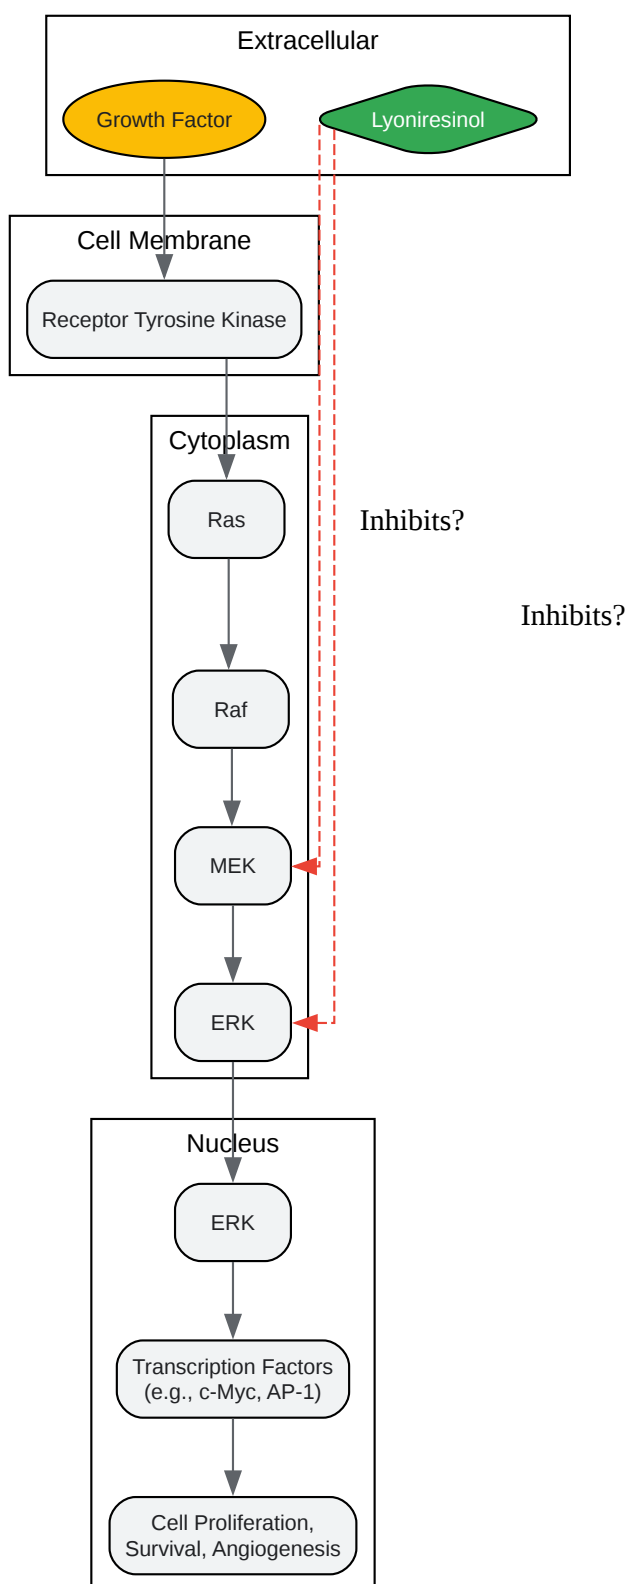 Extracellular
Growth Factor
Lyoniresinol
Cell Membrane
Receptor Tyrosine Kinase
Cytoplasm
Ras
Inhibits?
Inhibits?
Raf
MEK
ERK
Nucleus
ERK
Transcription Factors
(e.g., c-Myc, AP-1)
Cell Proliferation,
Survival, Angiogenesis